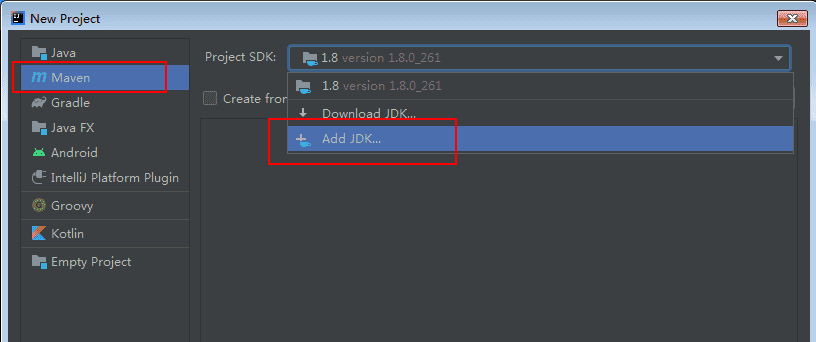 New Project
Java
Maven
Gradle
Java FX
Android
IntelliJ Platform Plugin
Groovy
Kotlin
Empty Project
Project SDK:
1.8 version 1.8.0_261
1.8 version 1.8.0_261
Create
Download JDK...
Add JDK...